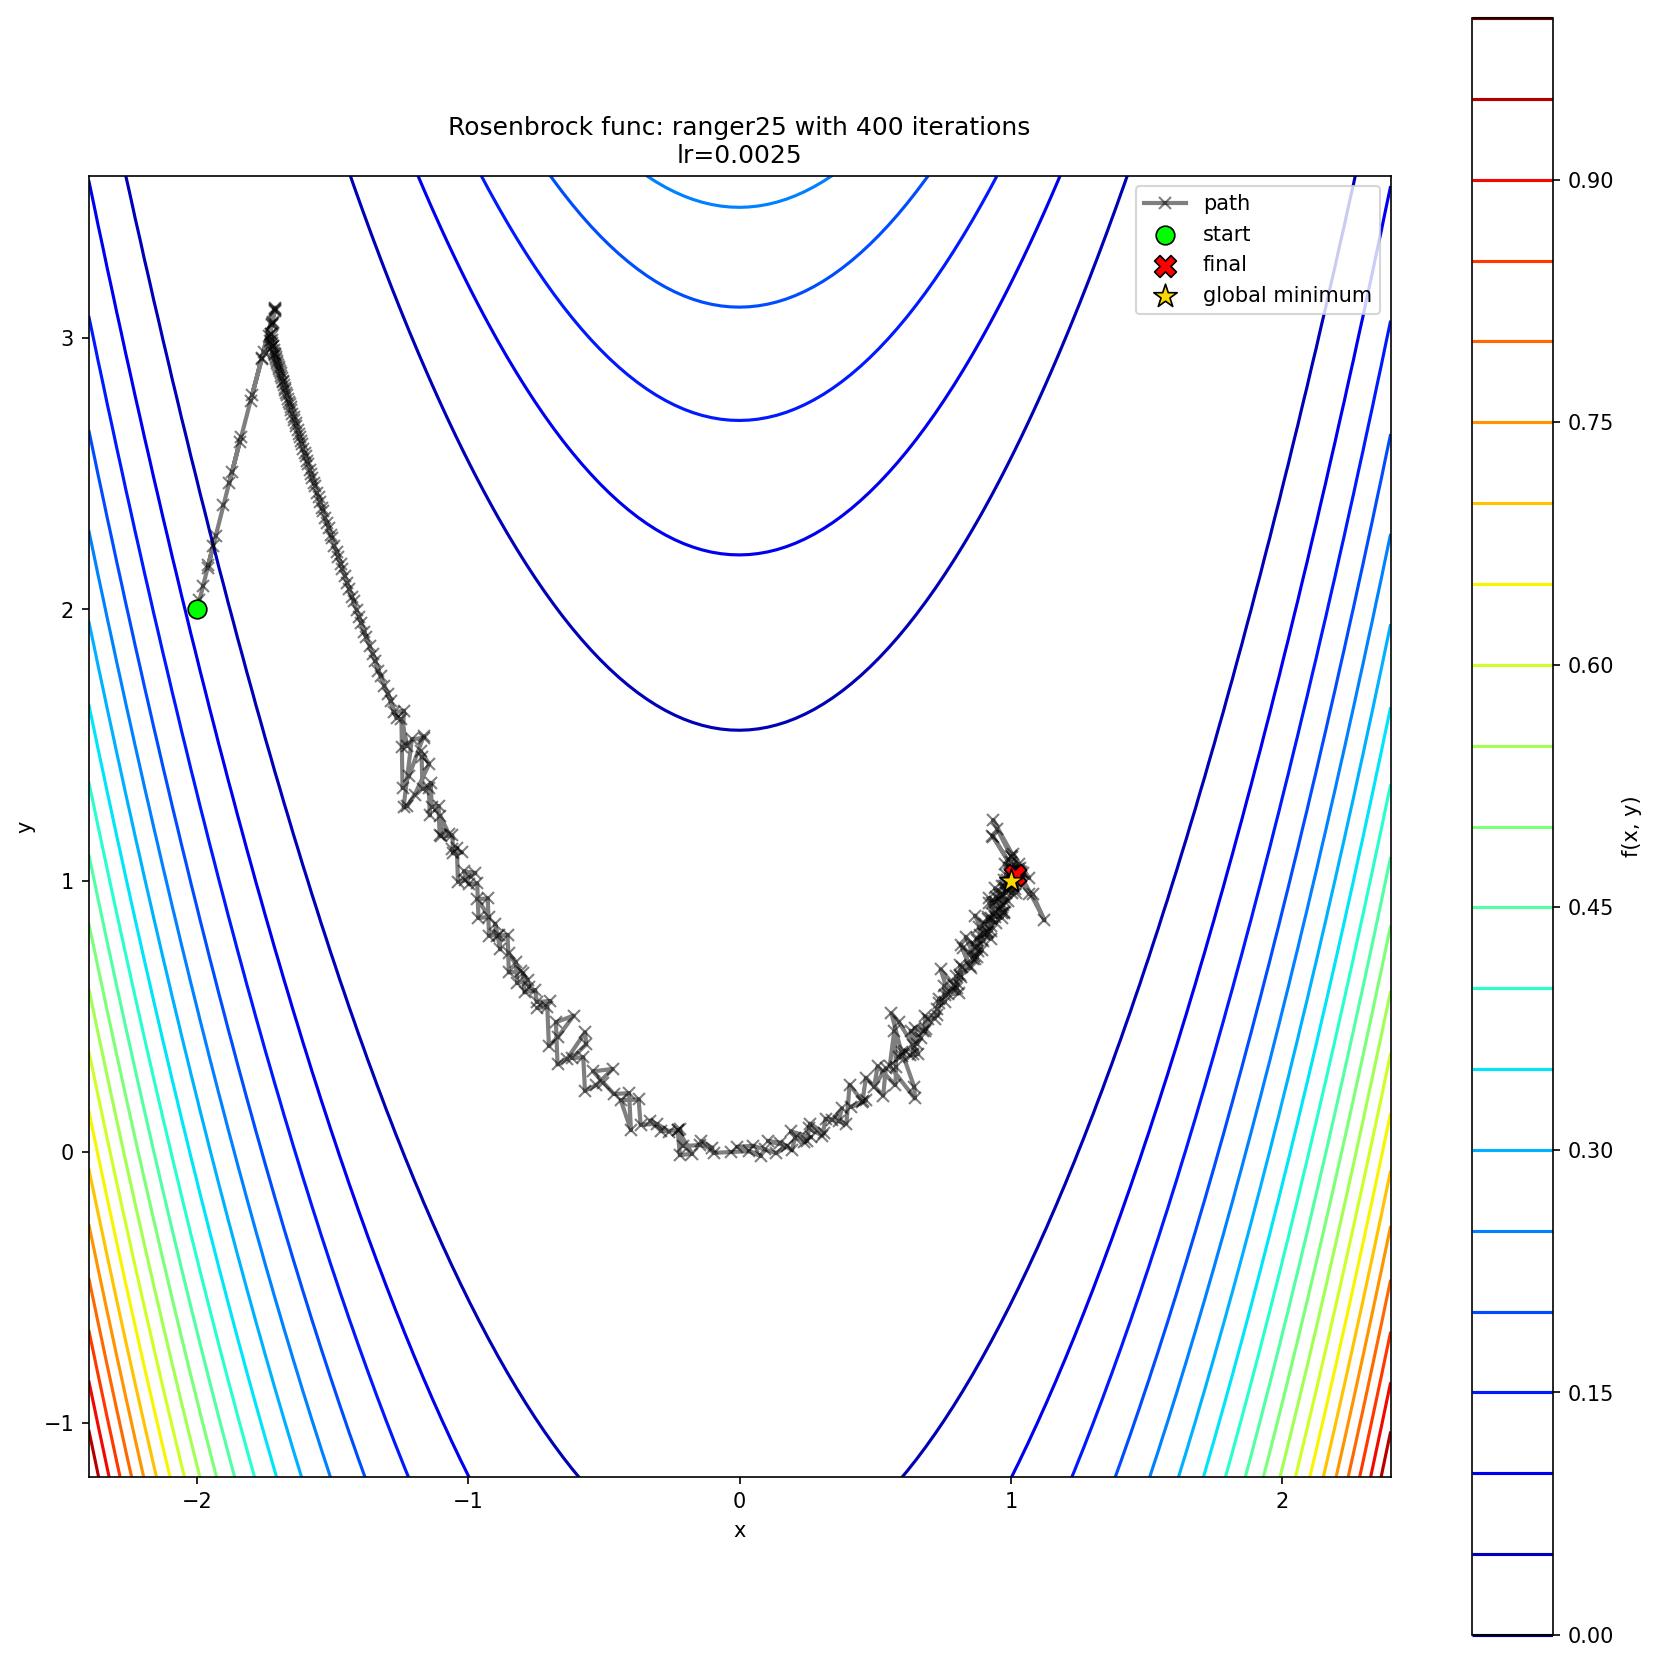 Rosenbrock func: ranger25 with 400 iterations
lr=0.0025
path
start
final
global minimum
3
2
1
0
−1
y
−2
−1
0
1
2
x
0.90
0.75
0.60
0.45
0.30
0.15
0.00
f(x, y)